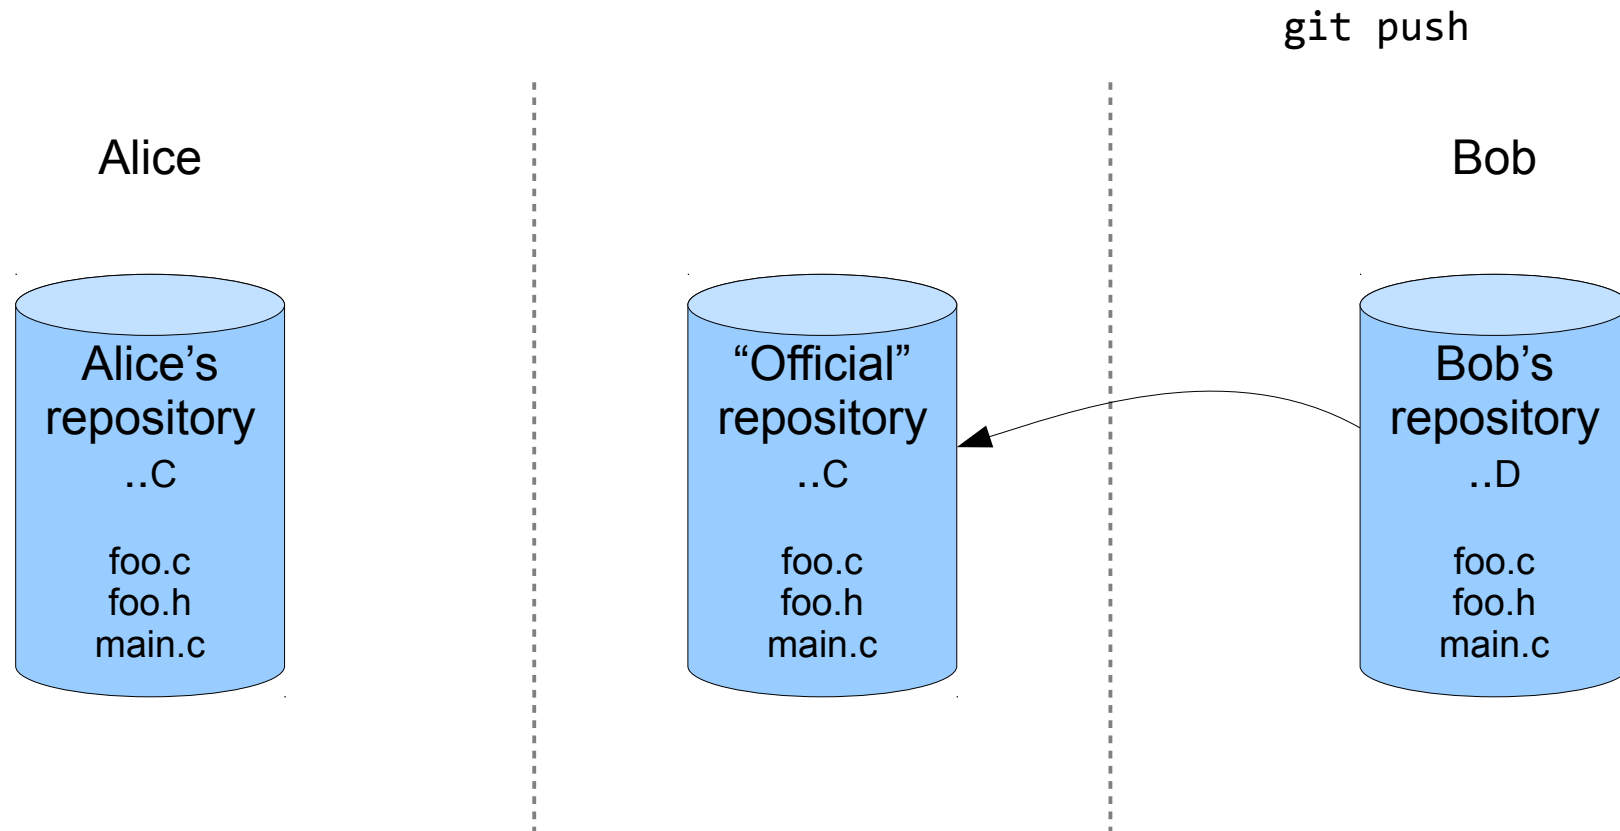 git push
Alice
Bob
Alice’s
repository
..C
foo.c
foo.h
main.c
“Official”
repository
..C
foo.c
foo.h
main.c
Bob’s
repository
..D
foo.c
foo.h
main.c